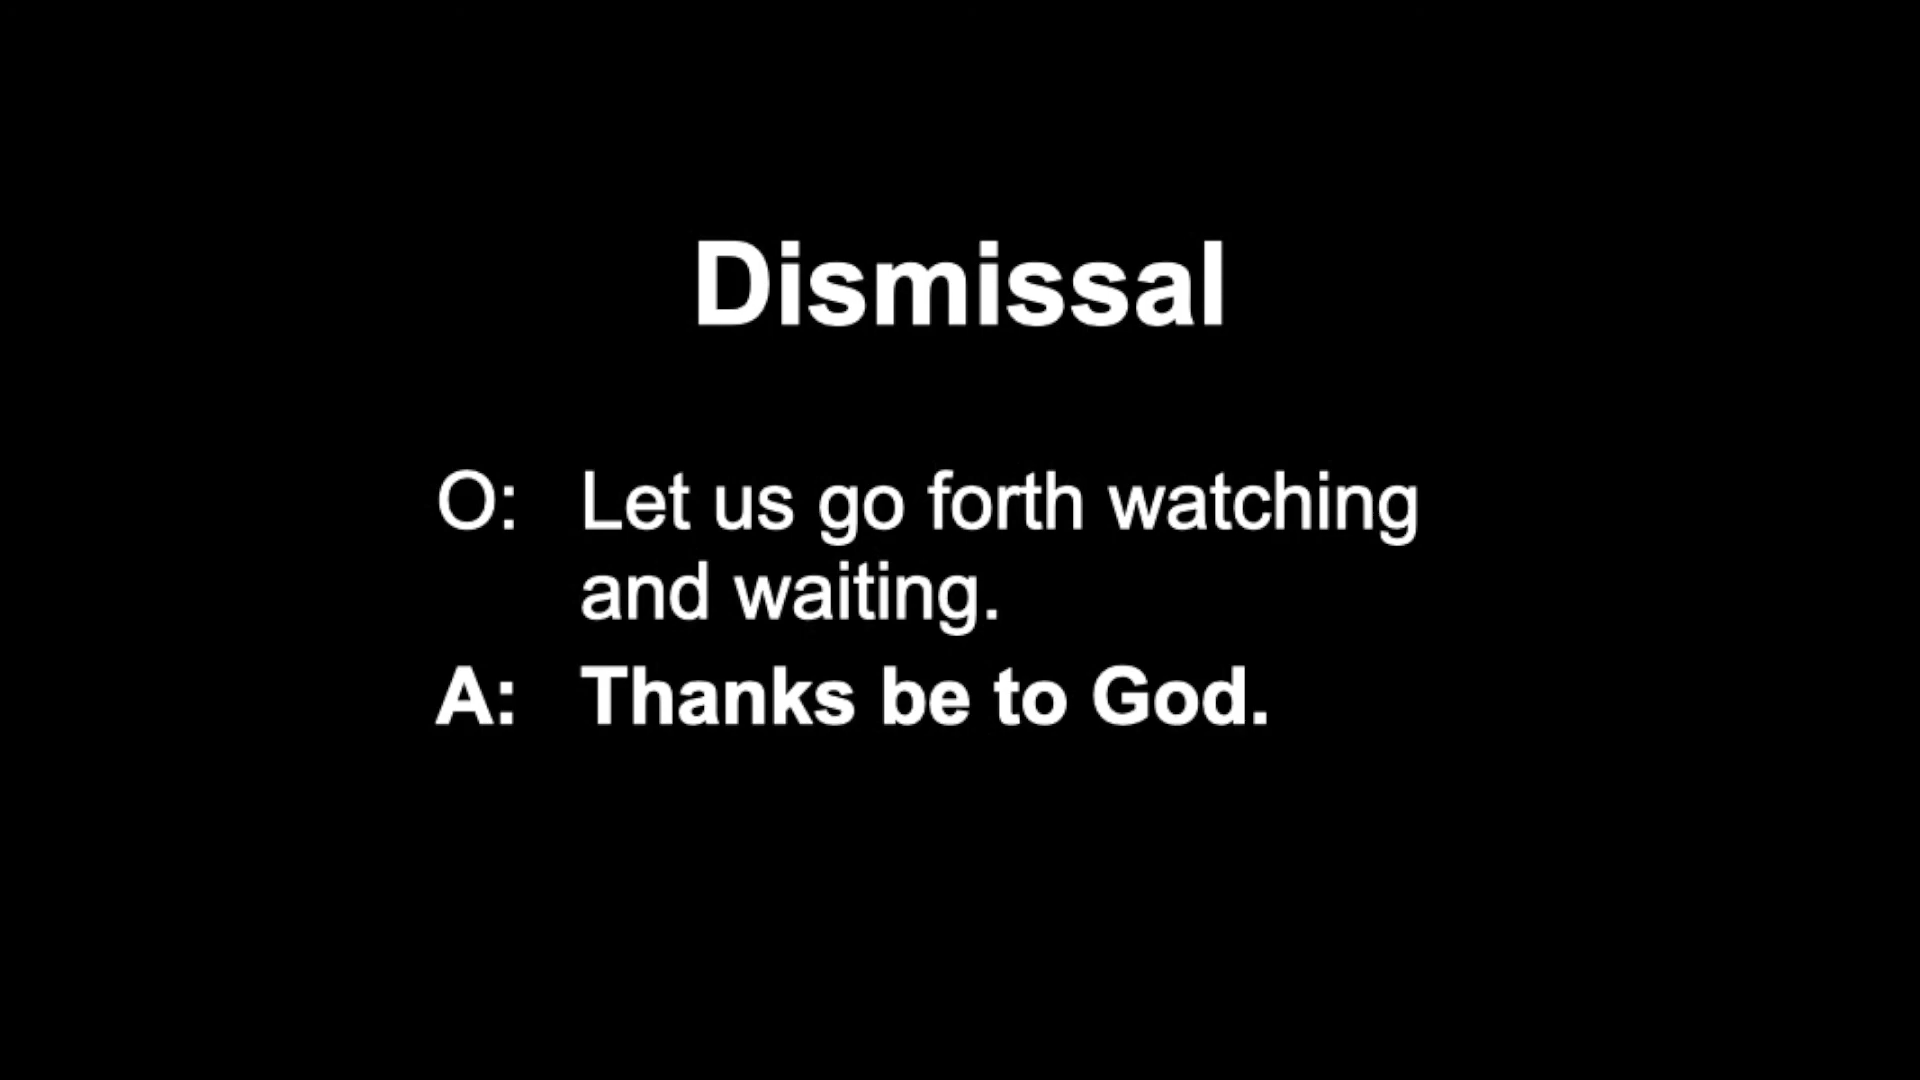 Dismissal
O: Let us go forth watching
and waiting.
A: Thanks be to God.